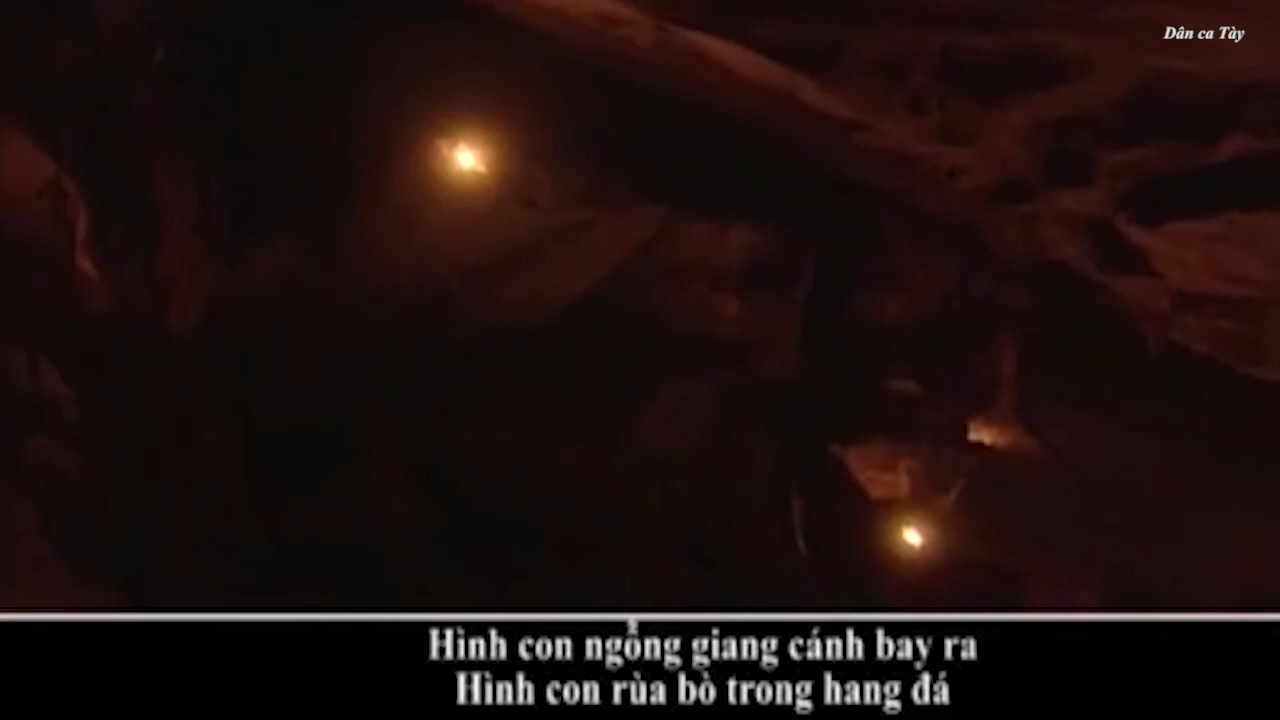 Dân ca Tày
Hình con ngỗng giang cánh bay ra
Hình con rùa bò trong hang đá